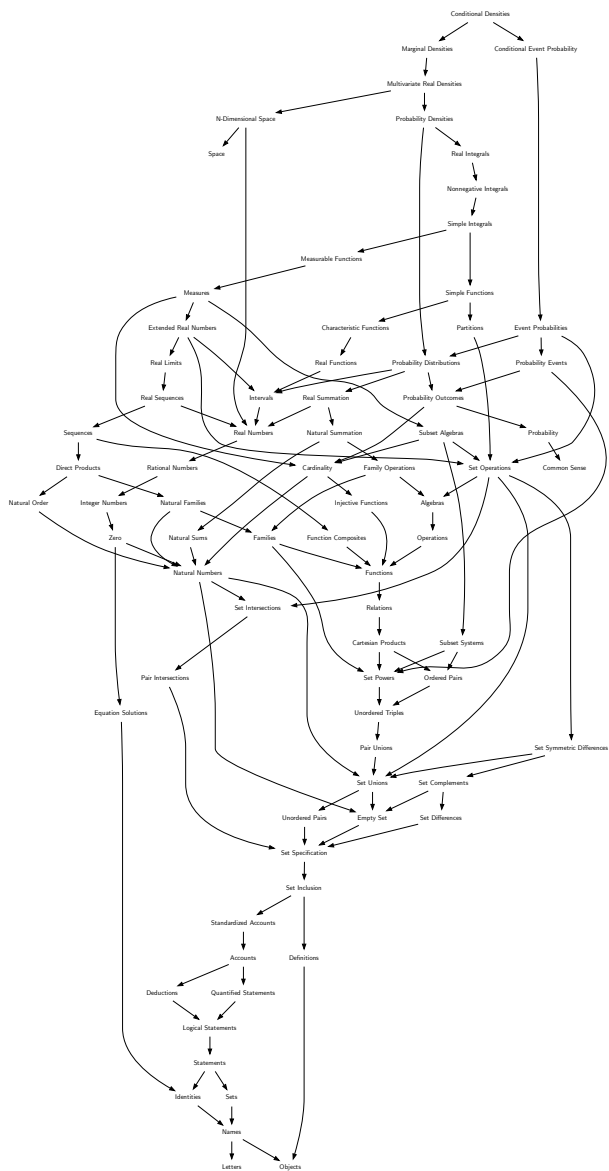 Conditional Densities
Marginal Densities
Conditional Event Probability
Multivariate Real Densities
N-Dimensional Space
Probability Densities
Space
Real Integrals
Nonnegative Integrals
Simple Integrals
Measurable Functions
Measures
Simple Functions
Extended Real Numbers
Characteristic Functions
Partitions
Event Probabilities
Real Limits
Real Functions
Probability Distributions
Probability Events
Real Sequences
Intervals
Real Summation
Probability Outcomes
Sequences
Real Numbers
Natural Summation
Subset Algebras
Probability
Direct Products
Rational Numbers
Cardinality
Family Operations
Set Operations
Common Sense
Natural Order
Integer Numbers
Natural Families
Injective Functions
Algebras
Zero
Natural Sums
Families
Function Composites
Operations
Natural Numbers
Functions
Set Intersections
Relations
Cartesian Products
Subset Systems
Pair Intersections
Set Powers
Ordered Pairs
Equation Solutions
Unordered Triples
Pair Unions
Set Symmetric Differences
Set Unions
Set Complements
Unordered Pairs
Empty Set
Set Differences
Set Specification
Set Inclusion
Standardized Accounts
Accounts
Definitions
Deductions
Quantified Statements
Logical Statements
Statements
Identities
Sets
Names
Letters
Objects